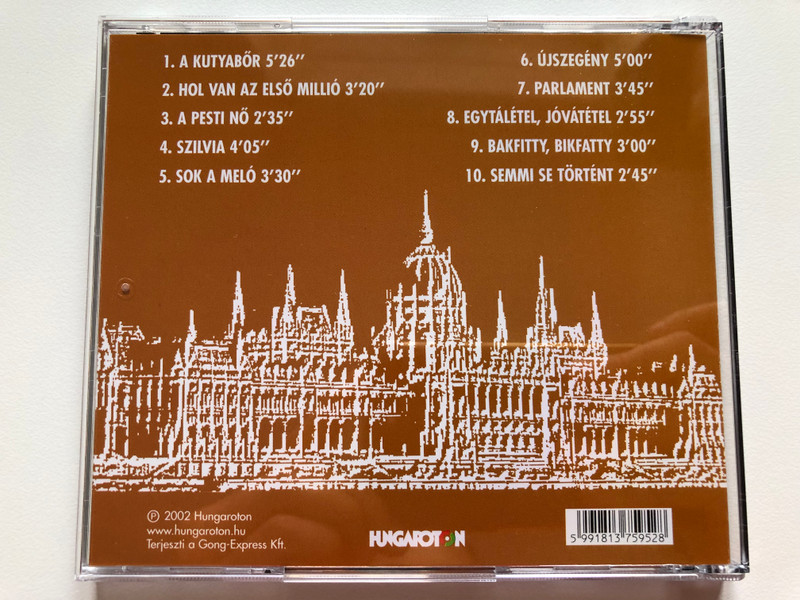 1. A KUTYABŐR 5'26''
2. HOL VAN AZ ELSŐ MILLIÓ 3'20''
3. A PESTI NŐ 2'35''
4. SZILVIA 4'05''
5. SOK A MELÓ 3'30''
6. ÚJSZEGÉNY 5'00''
7. PARLAMENT 3'45''
8. EGYTÁLÉTEL, JÓVÁTÉTEL 2'55''
9. BAKFITTY, BIKFATTY 3'00''
10. SEMMI SE TÖRTÉNT 2'45''
℗ 2002 Hungaroton
www.hungaroton.hu
Terjeszti a Gong-Express Kft.
HUNGAROTON
5 991813 759528